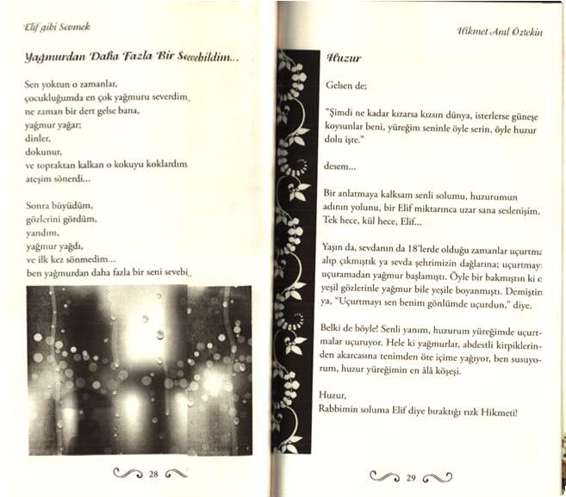 Elif gibi Sevmek
Yağmurdan Daha Fazla Bir Sevebildim...
Sen yoktun o zamanlar,
çocukluğumda en çok yağmuru severdim,
ne zaman bir dert gelse bana,
yağmur yağar;
dinler,
dokunur,
ve topraktan kalkan o kokuyu koklardım
ateşim sönerdi...
Sonra büyüdüm,
gözlerini gördüm,
yandım,
yağmur yağdı,
ve ilk kez sönmedim...
ben yağmurdan daha fazla bir seni sevebi
28
Hikmet Anıl Öztekin
Huzur
Gelsen de;
"Şimdi ne kadar kızarsa kızsın dünya, isterlerse güneşe
koysunlar beni, yüreğim seninle öyle serin, öyle huzur
dolu işte."
desem...
Bir anlatmaya kalksam senli solumu, huzurumun
adının yolunu, bir Elif miktarınca uzar sana seslenişim.
Tek hece, kül hece, Elif...
Yaşın da, sevdanın da 18'lerde olduğu zamanlar uçurtma
alıp çıkmıştık ya sevda şehrimizin dağlarına; uçurtmay
uçuramadan yağmur başlamıştı. Öyle bir bakmıştın ki
yeşil gözlerinle yağmur bile yeşile boyanmıştı. Demiştin
ya, "Uçurtmayı sen benim gönlümde uçurdun," diye.
Belki de böyle! Senli yanım, huzurum yüreğimde uçurt-
malar uçuruyor. Hele ki yağmurlar, abdestli kirpiklerin-
den akarcasına tenimden öte içime yağıyor, ben susuyo-
rum, huzur yüreğimin en âlâ köşesi.
Huzur,
Rabbimin soluma Elif diye bıraktığı rızk Hikmeti!
29